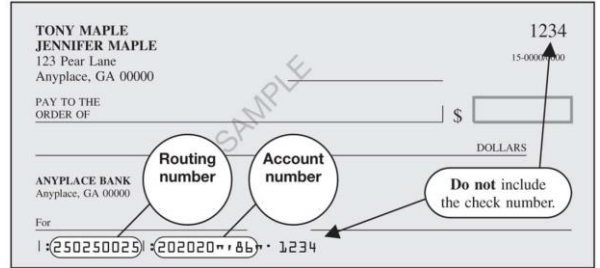 TONY MAPLE
JENNIFER MAPLE
123 Pear Lane
Anyplace, GA 00000
1234
15-0000/0000
SAMPLE
PAY TO THE
ORDER OF
$
DOLLARS
Routing
number
Account
number
ANYPLACE BANK
Anyplace, GA 00000
Do not include
the check number.
For
|:250250025|:202020"'86"' 1234